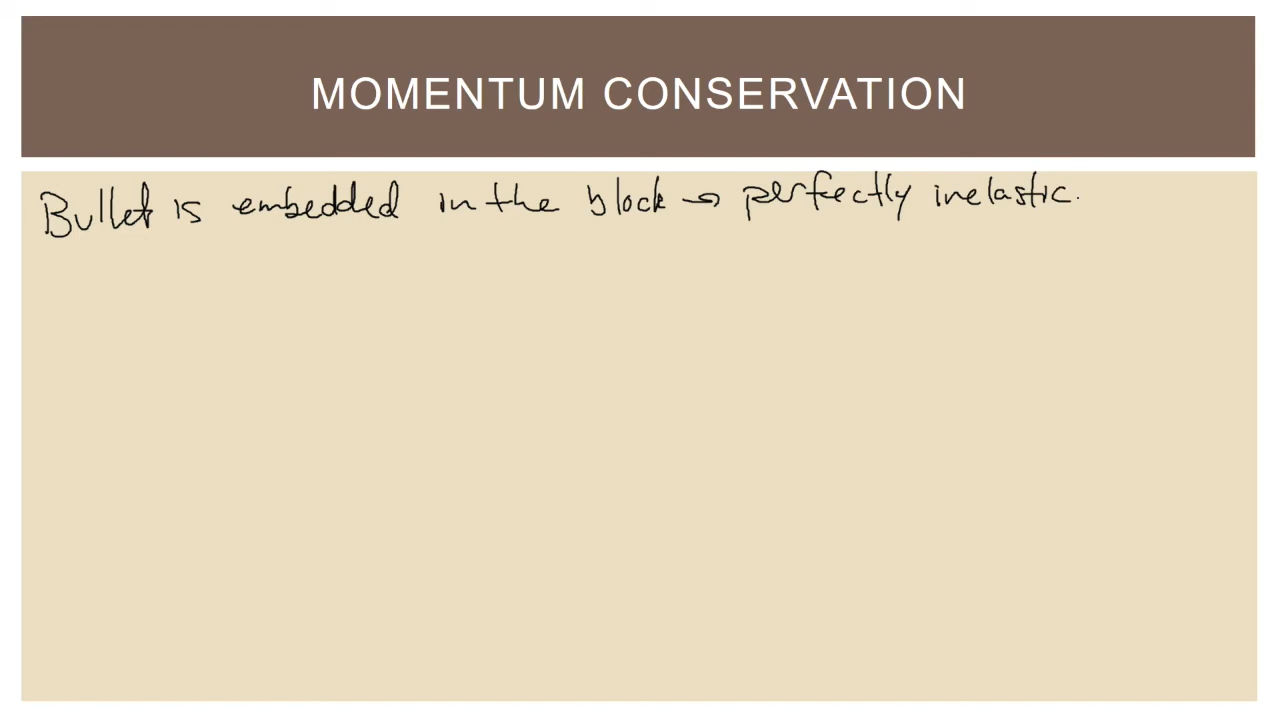 MOMENTUM CONSERVATION
Bullet is embedded in the block → perfectly inelastic.